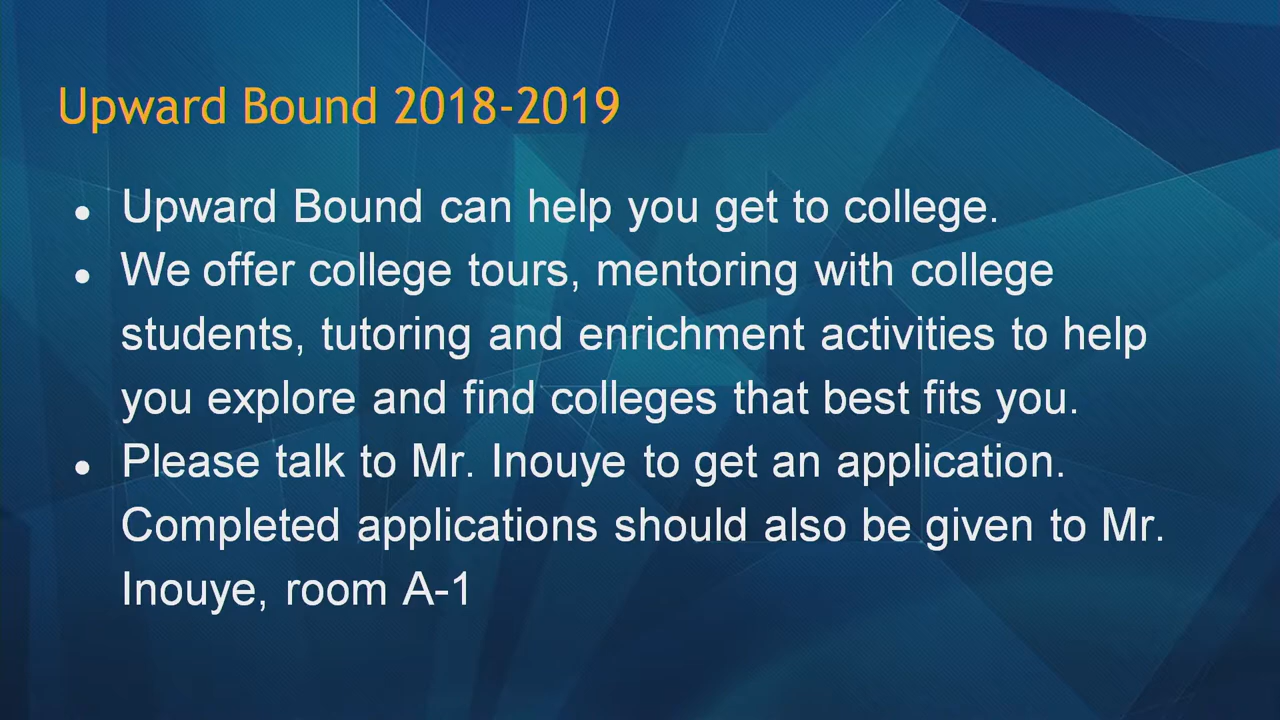 Upward Bound 2018-2019
• Upward Bound can help you get to college.
• We offer college tours, mentoring with college
students, tutoring and enrichment activities to help
you explore and find colleges that best fits you.
• Please talk to Mr. Inouye to get an application.
Completed applications should also be given to Mr.
Inouye, room A-1